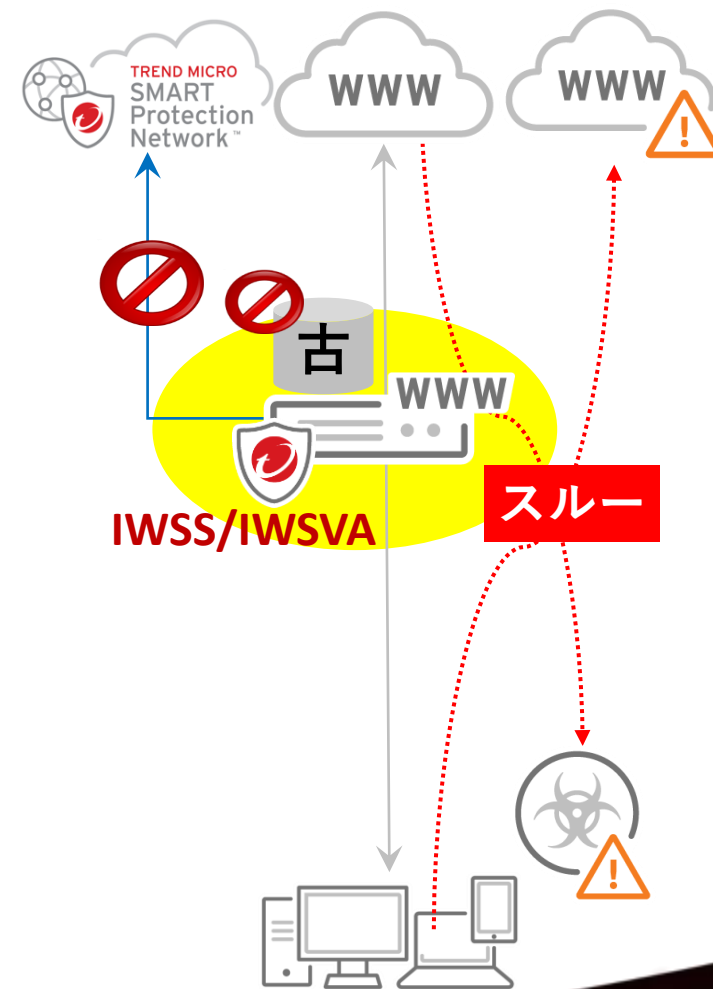 TREND MICRO
SMART
Protection
Network™
WWW
WWW
古
WWW
IWSS/IWSVA
スルー